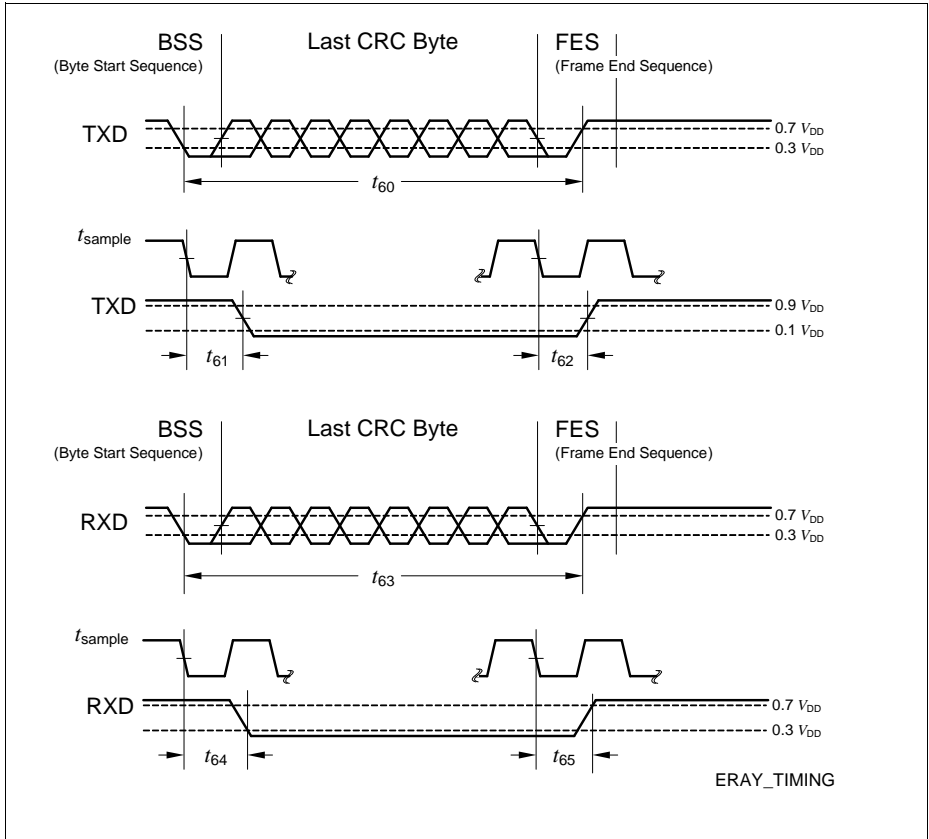 BSS Last CRC Byte FES
(Byte Start Sequence) (Frame End Sequence)
TXD
0.7 VDD
0.3 VDD
t60
tsample
TXD
0.9 VDD
0.1 VDD
t61 t62
BSS Last CRC Byte FES
(Byte Start Sequence) (Frame End Sequence)
RXD
0.7 VDD
0.3 VDD
t63
tsample
RXD
0.7 VDD
0.3 VDD
t64 t65
ERAY_TIMING